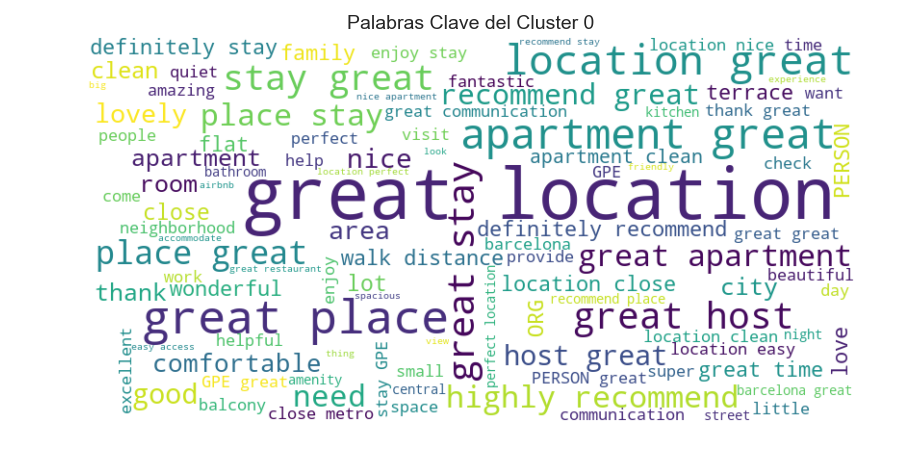 Palabras Clave del Cluster 0
definitely stay
family
enjoy stay
recommend stay
location great
location nice
time
clean
quiet
stay great
fantastic
experience
big
amazing
nice apartment
recommend great
terrace
want
lovely
place stay
great communication
kitchen
thank great
people
flat
perfect
visit
apartment great
PERSON
apartment
help
nice
look
apartment clean
check
bathroom
location perfect
GPE
friendly
room
airbnb
great location
come
close
neighborhood
area
great stay
definitely recommend
great great
accommodate
place great
walk distance
barcelona
provide
great apartment
work
great restaurant
beautiful
thank
wonderful
enjoy
lot
spacious
perfect location
location close
city
day
ORG
recommend place
great place
great host
helpful
view
location clean
night
easy access
thing
host great
location easy
love
excellent
comfortable
small
PERSON great
super
great time
good
GPE great
amenity
need
stay GPE
central
highly recommend
barcelona great
balcony
close metro
space
communication
street
little